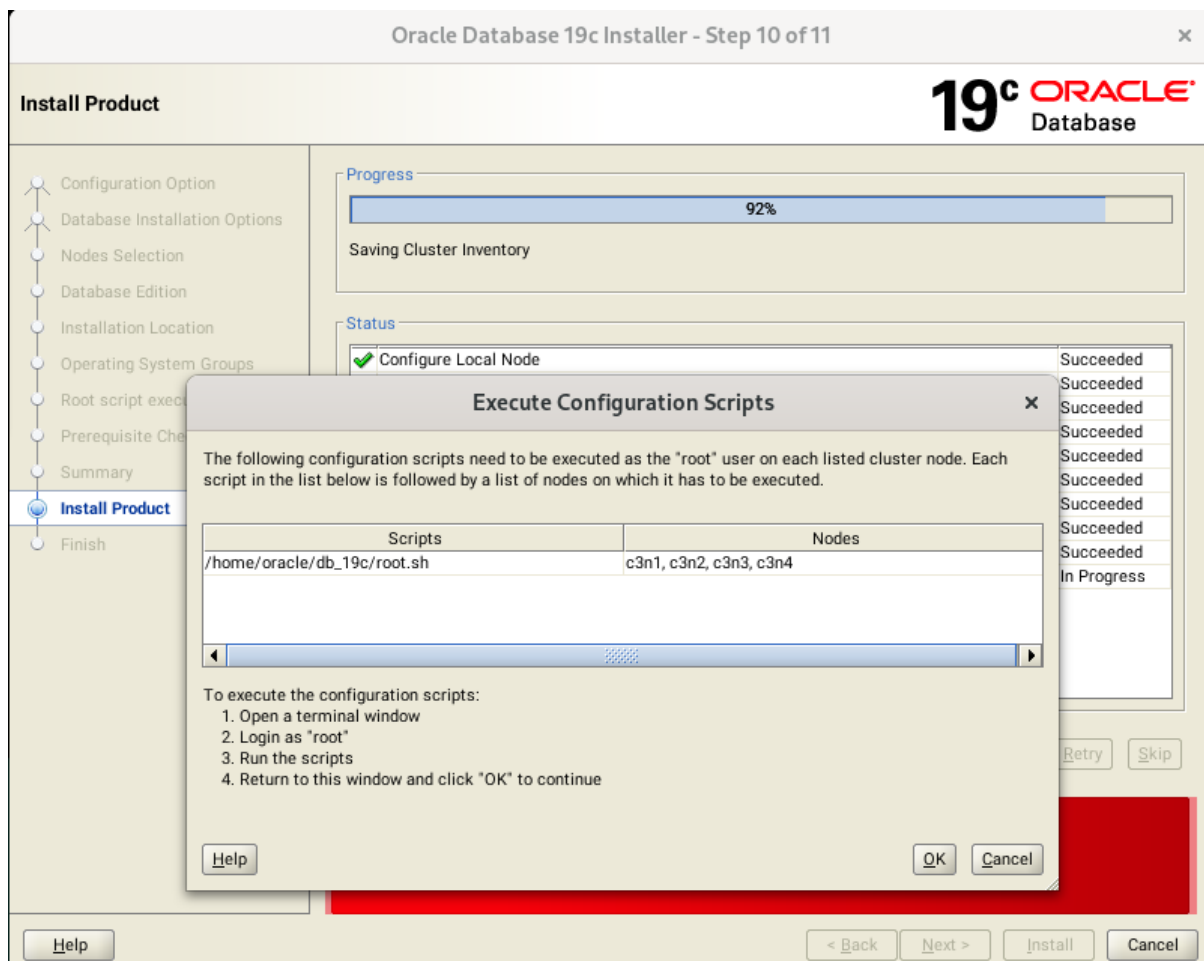 Oracle Database 19c Installer - Step 10 of 11
Install Product
19c ORACLE
Database
Configuration Option
Database Installation Options
Nodes Selection
Database Edition
Installation Location
Operating System Groups
Root script
Prerequisite
Summary
Install Product
Finish
Progress
92%
Saving Cluster Inventory
Status
Configure Local Node Succeeded
Succeeded
Succeeded
Succeeded
Succeeded
Succeeded
Succeeded
Succeeded
Succeeded
In Progress
Execute Configuration Scripts
The following configuration scripts need to be executed as the "root" user on each listed cluster node. Each
script in the list below is followed by a list of nodes on which it has to be executed.
Scripts Nodes
/home/oracle/db_19c/root.sh c3n1, c3n2, c3n3, c3n4
To execute the configuration scripts:
1. Open a terminal window
2. Login as "root"
3. Run the scripts
4. Return to this window and click "OK" to continue
Help OK Cancel
Retry Skip
Help < Back Next > Install Cancel